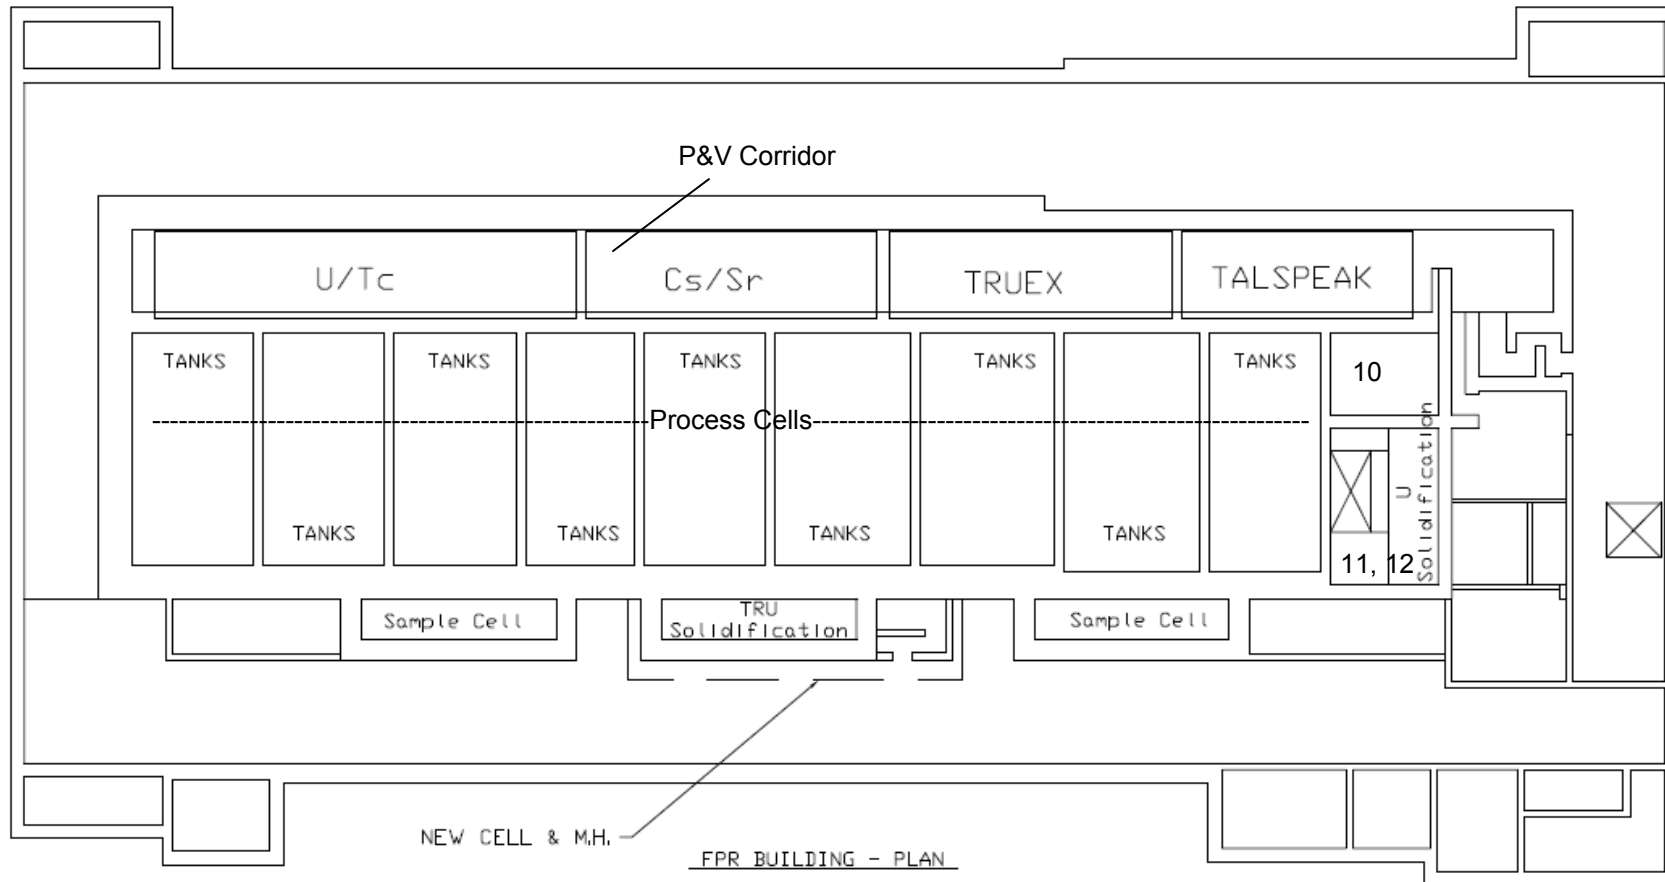 P&V Corridor
U/Tc
Cs/Sr
TRUEX
TALSPEAK
TANKS
TANKS
TANKS
TANKS
TANKS
10
Process Cells
U
Solidification
TANKS
TANKS
TANKS
TANKS
11, 12
Sample Cell
TRU
Solidification
Sample Cell
NEW CELL & M.H.
FPR BUILDING - PLAN